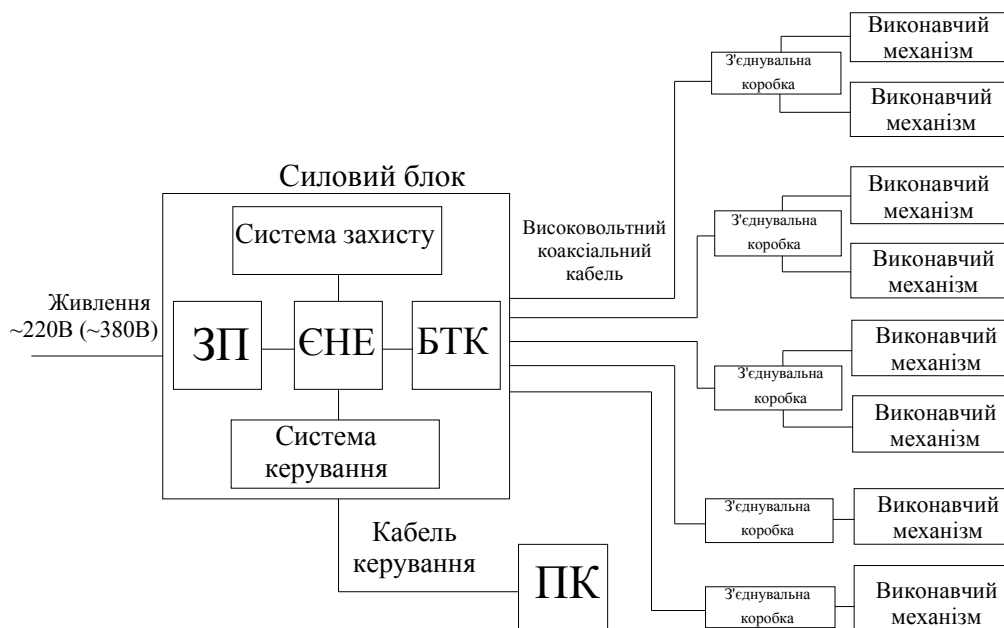 Виконавчий
механізм
З'єднувальна
коробка
Виконавчий
механізм
Силовий блок
Система захисту
Високовольтний
коаксіальний
кабель
Виконавчий
механізм
З'єднувальна
коробка
Виконавчий
механізм
Живлення
~220В (~380В)
ЗП
ЄНЕ
БТК
Виконавчий
механізм
З'єднувальна
коробка
Виконавчий
механізм
Система
керування
З'єднувальна
коробка
Виконавчий
механізм
Кабель
керування
ПК
З'єднувальна
коробка
Виконавчий
механізм